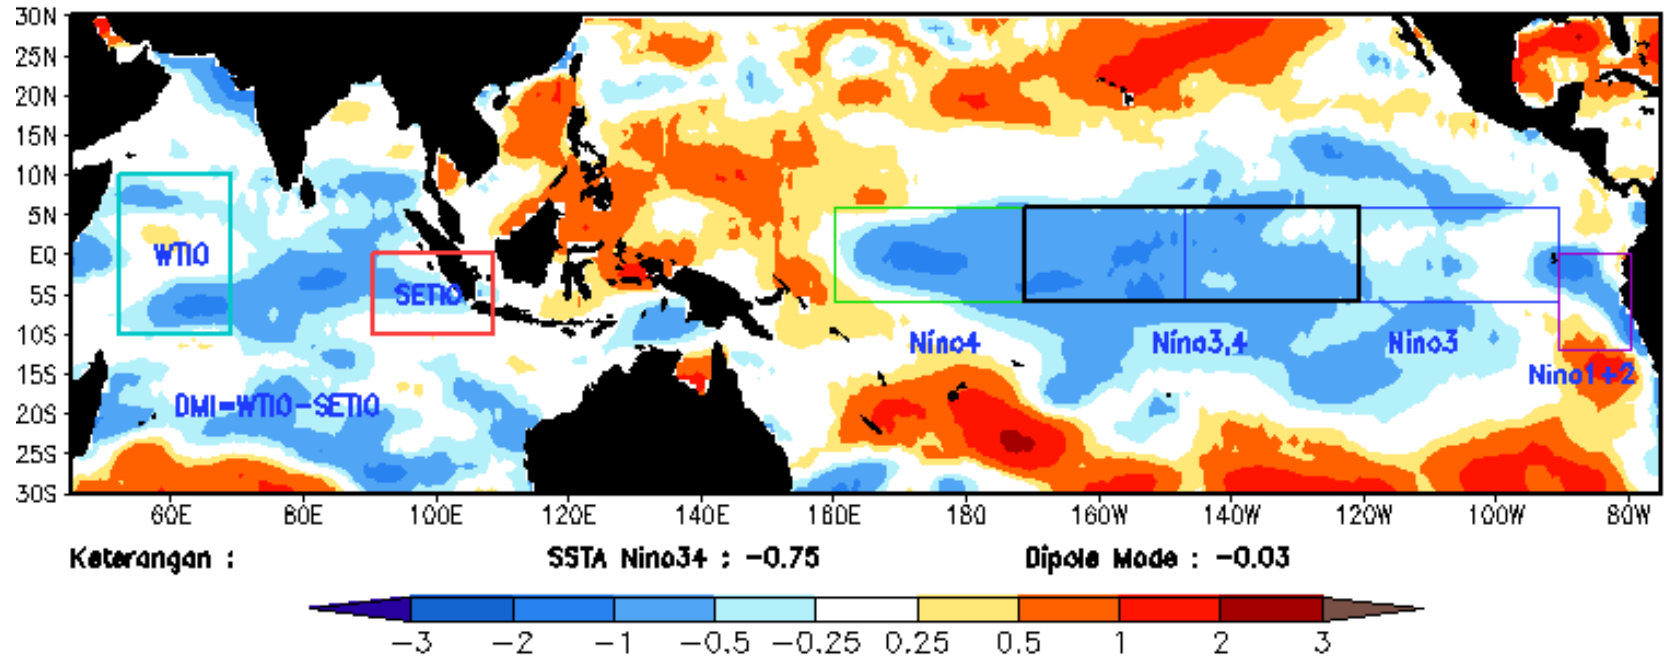 30N
25N
20N
15N
10N
5N
EQ
5S
10S
15S
20S
25S
30S
WTIO
SETIO
DMI=WTIO-SETIO
Nino4
Nino3,4
Nino3
Nino1+2
60E 80E 100E 120E 140E 160E 180 160W 140W 120W 100W 80W
Keterangan : SSTA Nino34 : -0.75 Dipole Mode : -0.03
-3 -2 -1 -0.5 -0.25 0.25 0.5 1 2 3